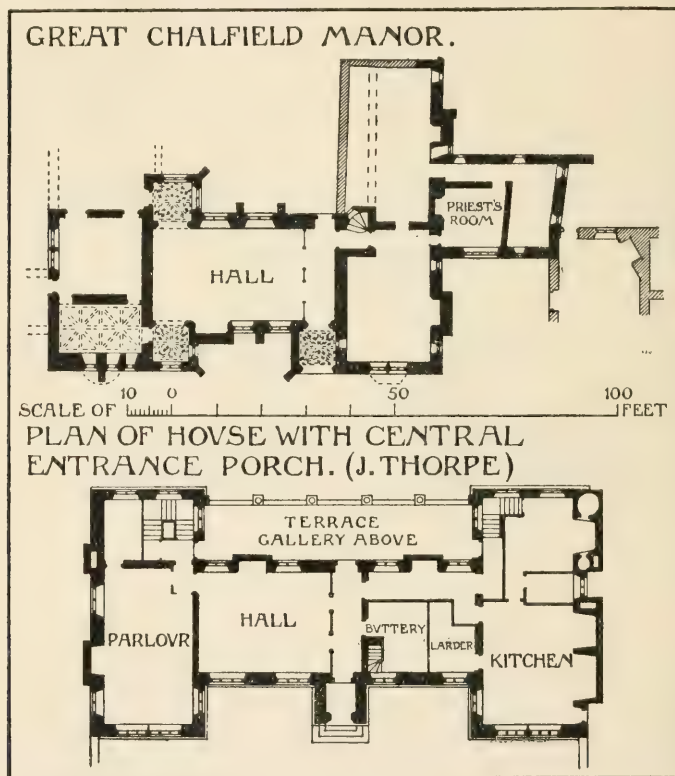 GREAT CHALFIELD MANOR.
PRIEST'S
ROOM
HALL
10 0 50 100
SCALE OF FEET
PLAN OF HOVSE WITH CENTRAL
ENTRANCE PORCH. (J. THORPE)
TERRACE
GALLERY ABOVE
HALL
BVTTERY
PARLOVR
LARDER
KITCHEN